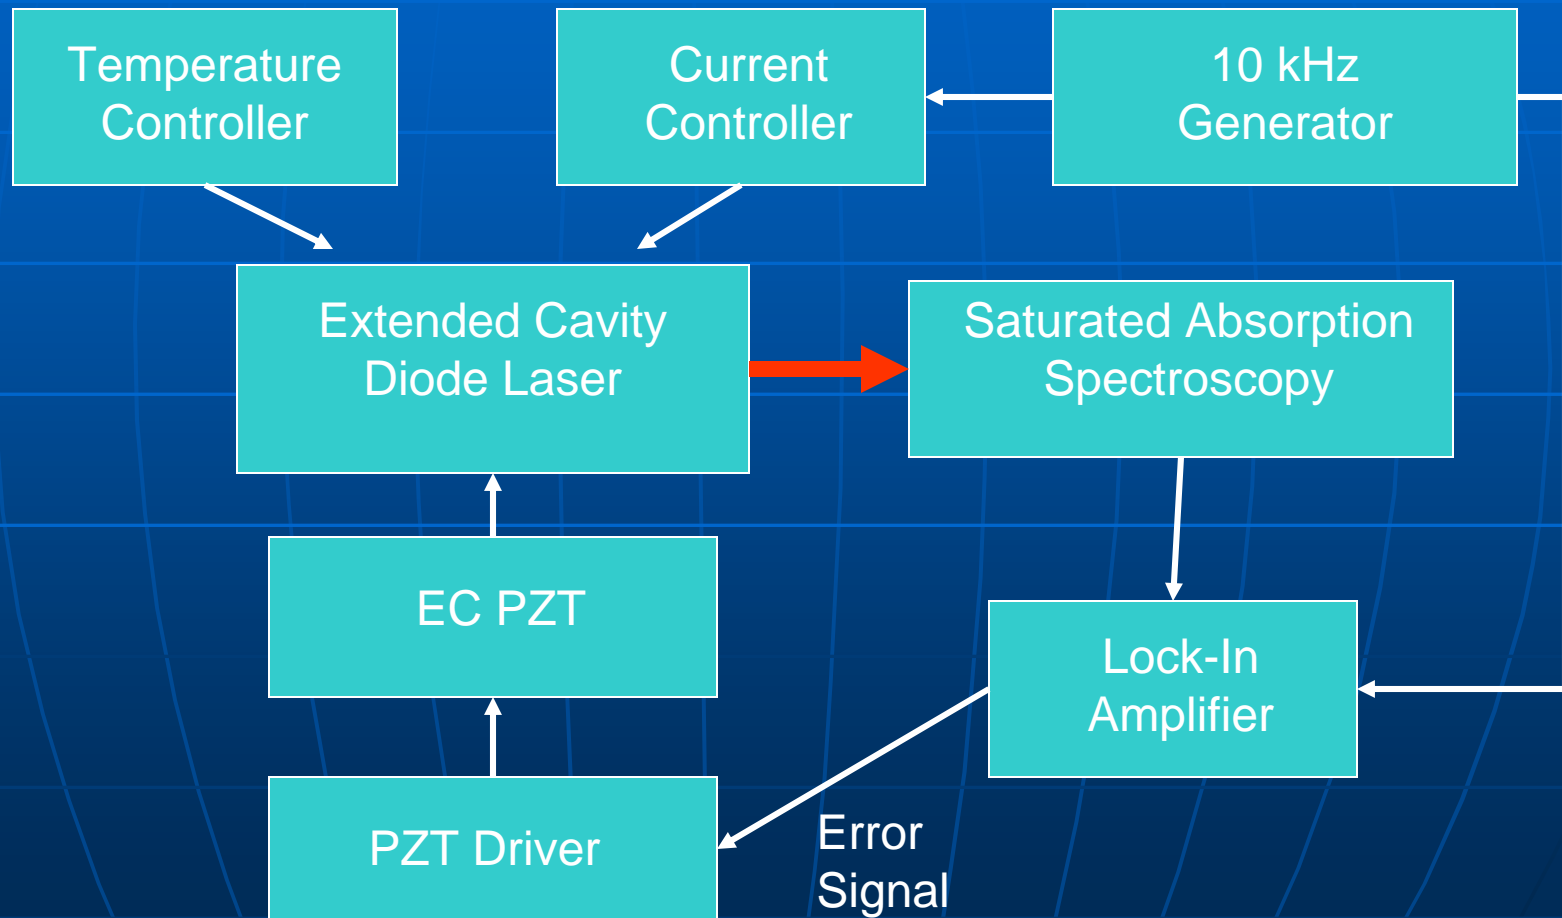 Temperature
Controller
Current
Controller
10 kHz
Generator
Extended Cavity
Diode Laser
Saturated Absorption
Spectroscopy
EC PZT
Lock-In
Amplifier
PZT Driver
Error
Signal